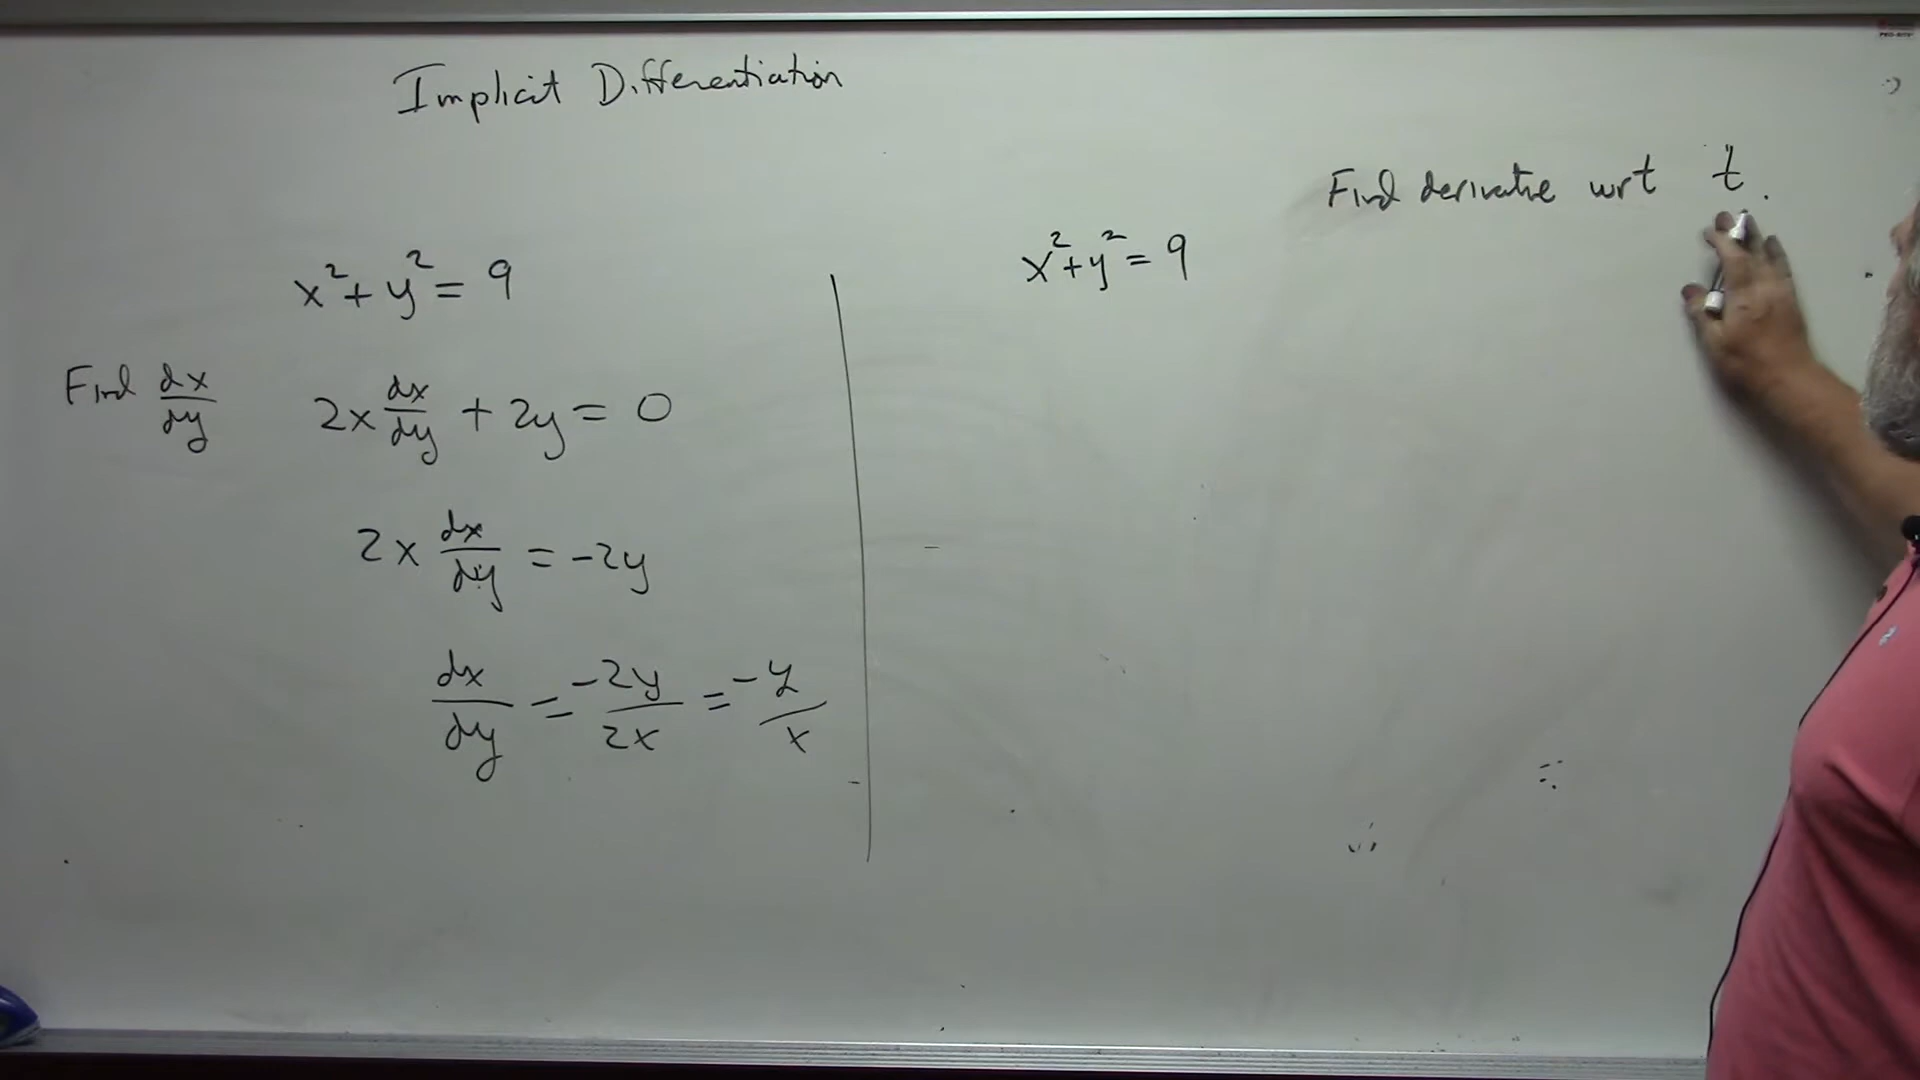 Implicit Differentiation
x² + y² = 9
Find dx/dy 2x dx/dy + 2y = 0
2x dx/dy = -2y
dx/dy = -2y/2x = -y/x
Find derivative wrt t.
x² + y² = 9